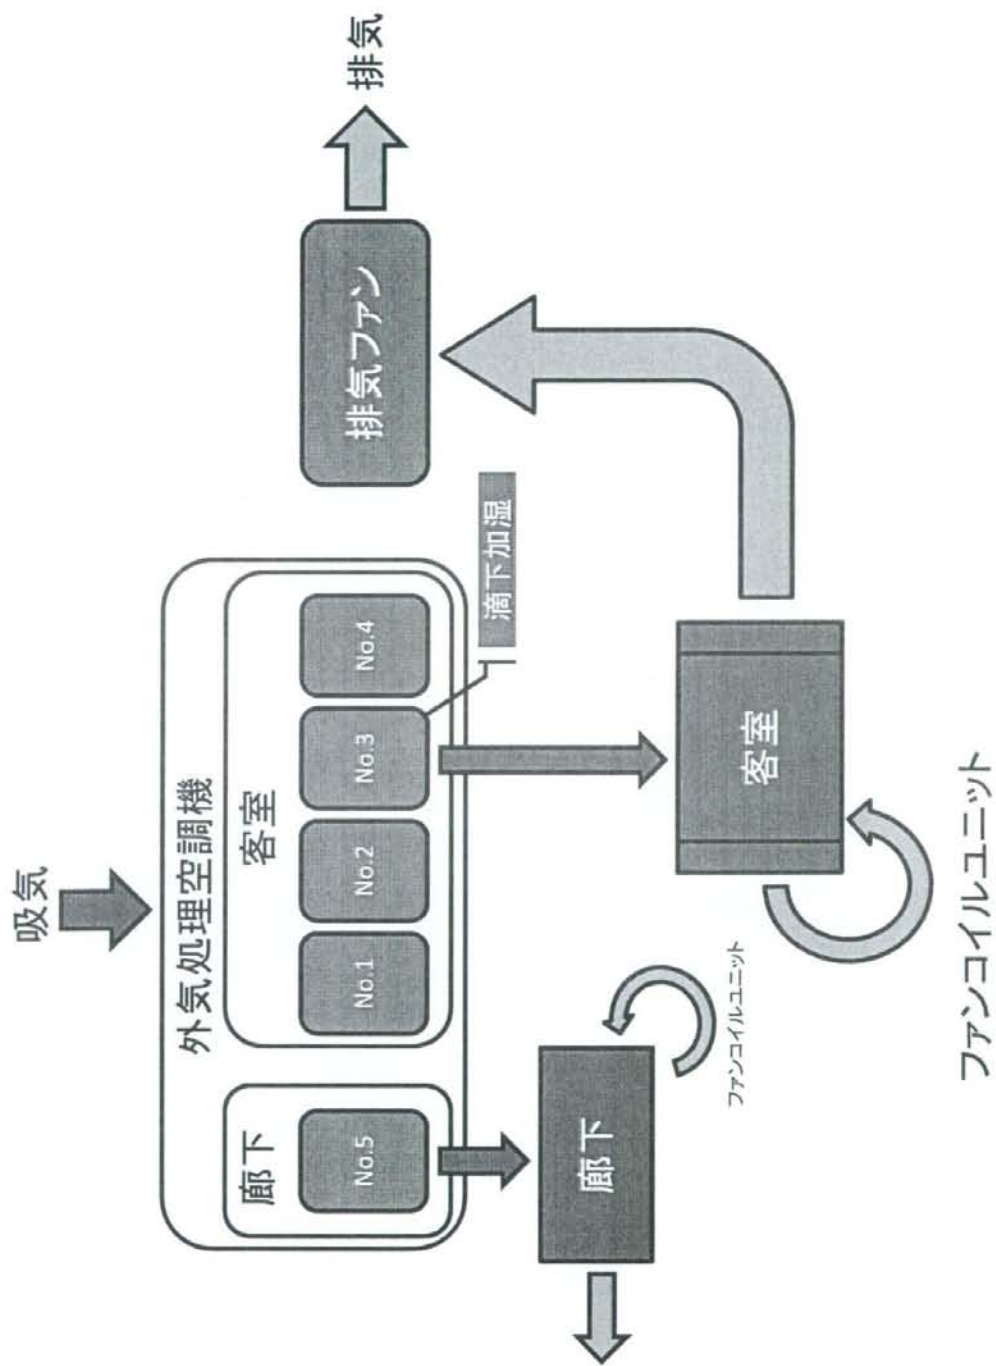 吸気
外気処理空調機
廊下
客室
No.5
No.1
No.2
No.3
No.4
滴下加湿
排気ファン
排気
廊下
ファンコイルユニット
客室
ファンコイルユニット